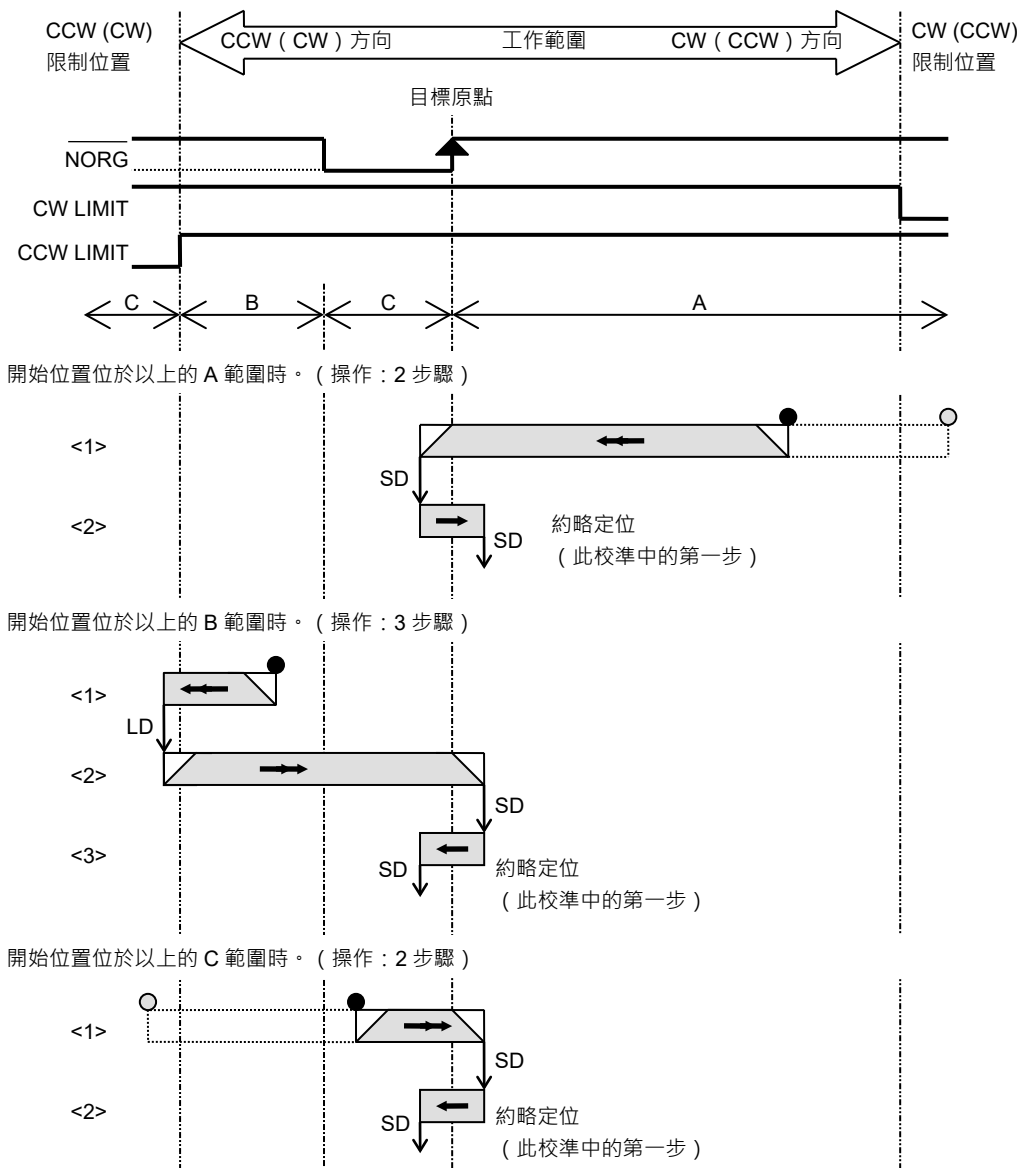 CCW (CW)
限制位置
CCW（CW）方向
工作範圍
CW（CCW）方向
CW (CCW)
限制位置
目標原點
NORG
CW LIMIT
CCW LIMIT
C
B
C
A
開始位置位於以上的 A 範圍時。（操作：2 步驟）
<1>
SD
<2>
SD
約略定位
（此校準中的第一步）
開始位置位於以上的 B 範圍時。（操作：3 步驟）
<1>
LD
<2>
SD
<3>
SD
約略定位
（此校準中的第一步）
開始位置位於以上的 C 範圍時。（操作：2 步驟）
<1>
SD
<2>
SD
約略定位
（此校準中的第一步）